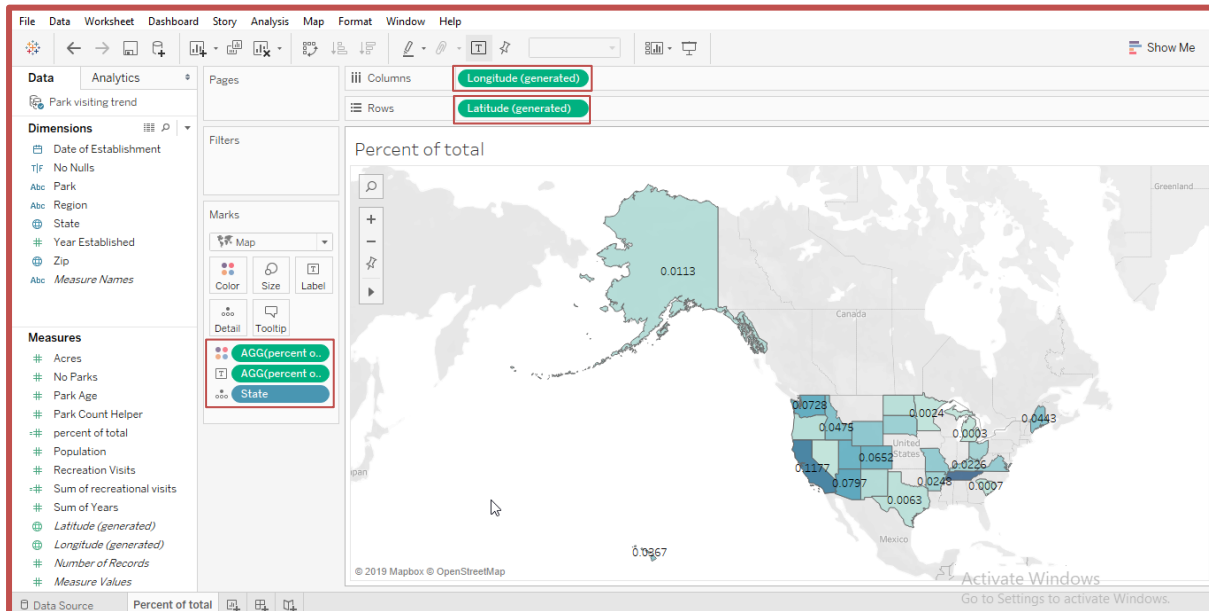 File Data Worksheet Dashboard Story Analysis Map Format Window Help
Show Me
Data Analytics
Park visiting trend
Dimensions
Date of Establishment
T|F No Nulls
Abc Park
Abc Region
State
# Year Established
Zip
Abc Measure Names
Measures
# Acres
# No Parks
# Park Age
# Park Count Helper
=# percent of total
# Population
# Recreation Visits
=# Sum of recreational visits
# Sum of Years
Latitude (generated)
Longitude (generated)
# Number of Records
# Measure Values
Pages
Filters
Marks
Map
Color Size Label
Detail Tooltip
AGG(percent o..
AGG(percent o..
State
Columns Longitude (generated)
Rows Latitude (generated)
Percent of total
Greenland
0.0113
Canada
0.0728 0.0024 0.0443
0.0475 0.0003
United
States
0.0652 0.0226
0.1177 0.0797 0.0248 0.0007
0.0063
Mexico
0.0367
apan
© 2019 Mapbox © OpenStreetMap
Activate Windows
Go to Settings to activate Windows.
Data Source Percent of total